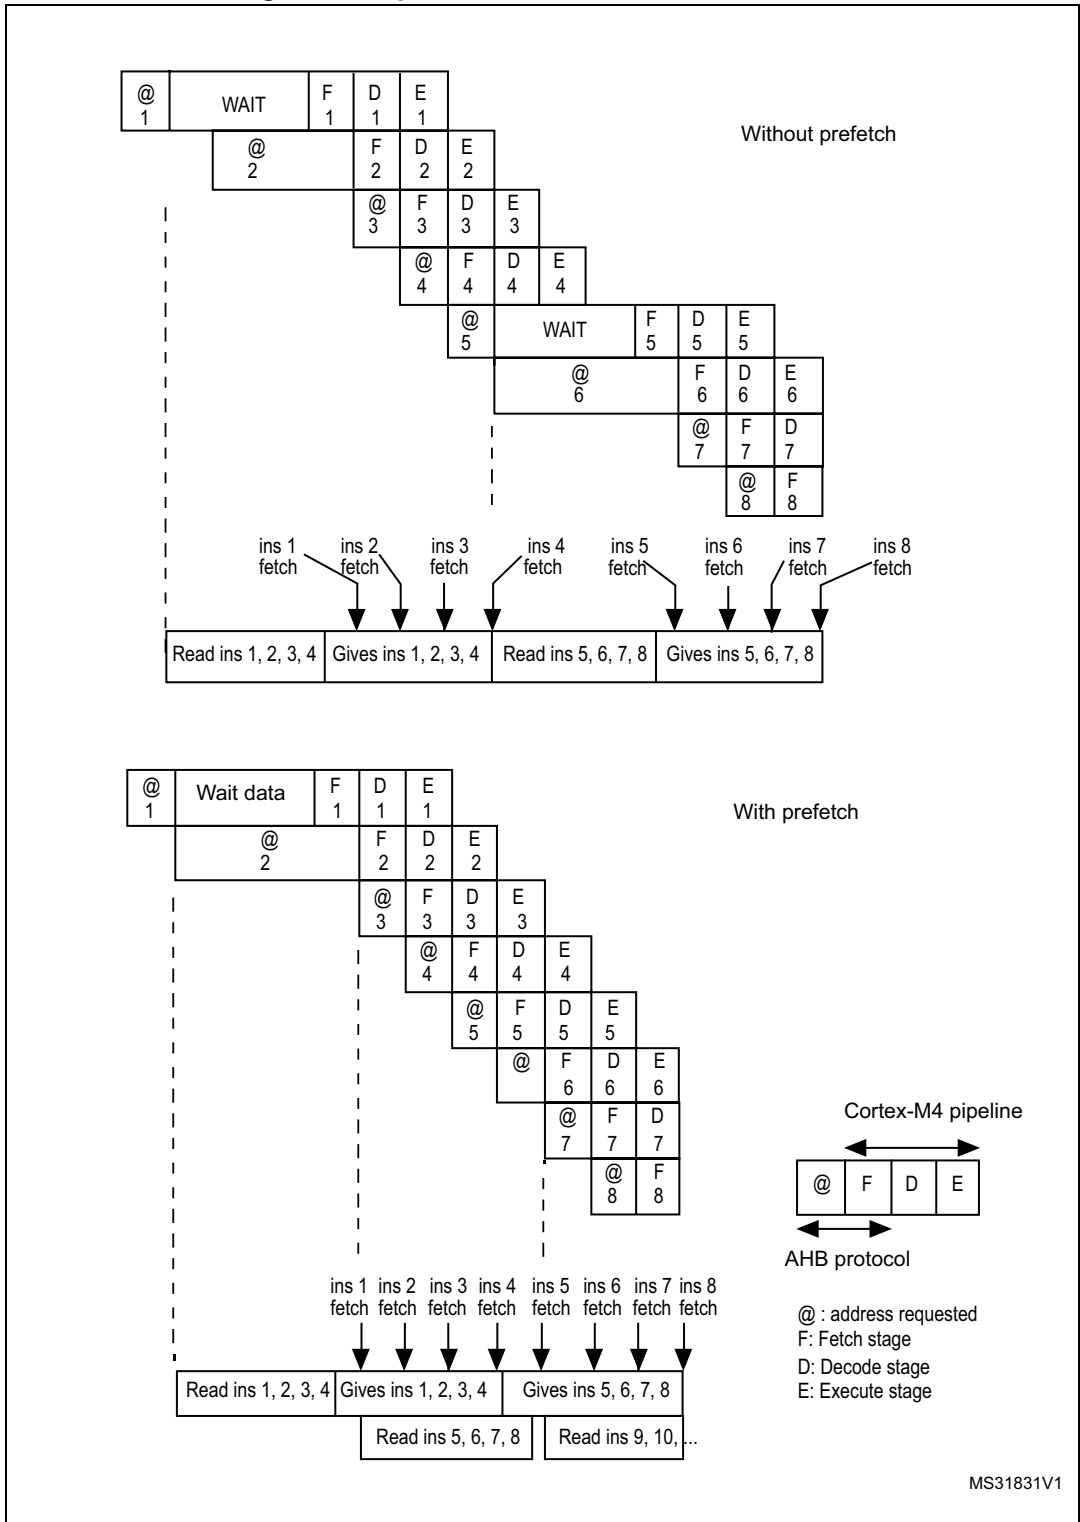 @ WAIT F D E
1 1 1 1
Without prefetch
@ F D E
2 2 2 2
@ F D E
3 3 3 3
@ F D E
4 4 4 4
@ WAIT F D E
5 5 5 5
@ F D E
6 6 6 6
@ F D
7 7 7
@ F
8 8
ins 1 ins 2 ins 3 ins 4 ins 5 ins 6 ins 7 ins 8
fetch fetch fetch fetch fetch fetch fetch fetch
Read ins 1, 2, 3, 4 Gives ins 1, 2, 3, 4 Read ins 5, 6, 7, 8 Gives ins 5, 6, 7, 8
@ Wait data F D E
1 1 1 1
With prefetch
@ F D E
2 2 2 2
@ F D E
3 3 3 3
@ F D E
4 4 4 4
@ F D E
5 5 5 5
@ F D E
6 6 6
@ F D
7 7 7
@ F
8 8
Cortex-M4 pipeline
@ F D E
AHB protocol
ins 1 ins 2 ins 3 ins 4 ins 5 ins 6 ins 7 ins 8
fetch fetch fetch fetch fetch fetch fetch fetch
@ : address requested
F: Fetch stage
D: Decode stage
E: Execute stage
Read ins 1, 2, 3, 4 Gives ins 1, 2, 3, 4 Gives ins 5, 6, 7, 8
Read ins 5, 6, 7, 8 Read ins 9, 10, ...
MS31831V1